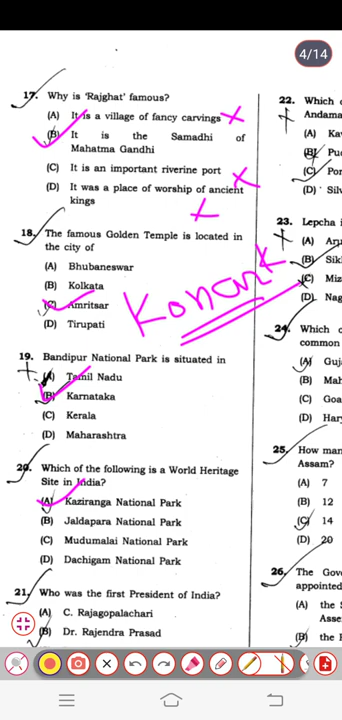 4/14
17. Why is 'Rajghat' famous?
(A) It is a village of fancy carvings
(B) It is the Samadhi of
Mahatma Gandhi
(C) It is an important riverine port
(D) It was a place of worship of ancient
kings
18. The famous Golden Temple is located in
the city of
(A) Bhubaneswar
(B) Kolkata
(C) Amritsar
(D) Tirupati
Konark
19. Bandipur National Park is situated in
(A) Tamil Nadu
(B) Karnataka
(C) Kerala
(D) Maharashtra
20. Which of the following is a World Heritage
Site in India?
(A) Kaziranga National Park
(B) Jaldapara National Park
(C) Mudumalai National Park
(D) Dachigam National Park
21. Who was the first President of India?
(A) C. Rajagopalachari
(B) Dr. Rajendra Prasad
22. Which
Andama
(A) Ka
(B) Pu
(C) Por
(D) Silv
23. Lepcha i
(A) Aru
(B) Sik
(C) Miz
(D) Nag
24. Which
common
(A) Guj
(B) Mah
(C) Goa
(D) Har
25. How man
Assam?
(A) 7
(B) 12
(C) 14
(D) 20
26. The Gov
appointed
(A) the
Asse
(B) the